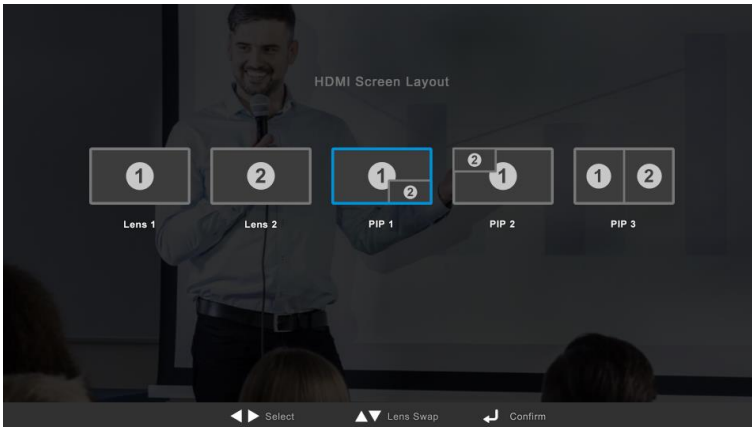 HDMI Screen Layout
1 2 1 2 2 1 1 2
Lens 1 Lens 2 PIP 1 PIP 2 PIP 3
Select Lens Swap Confirm